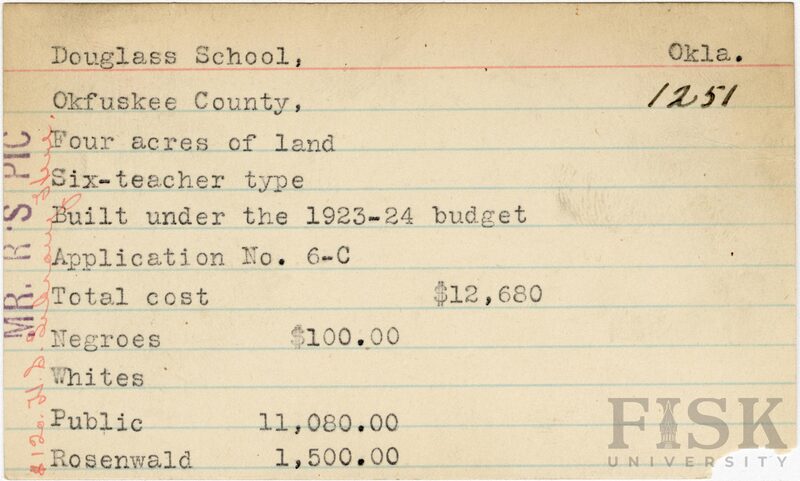 Douglass School, Okla.
Okfuskee County, 1251
Four acres of land
Six-teacher type
Built under the 1923-24 budget
Application No. 6-C
Total cost $12,680
Negroes $100.00
Whites
Public 11,080.00
Rosenwald 1,500.00
MR. R'S PIC
FISK
UNIVERSITY